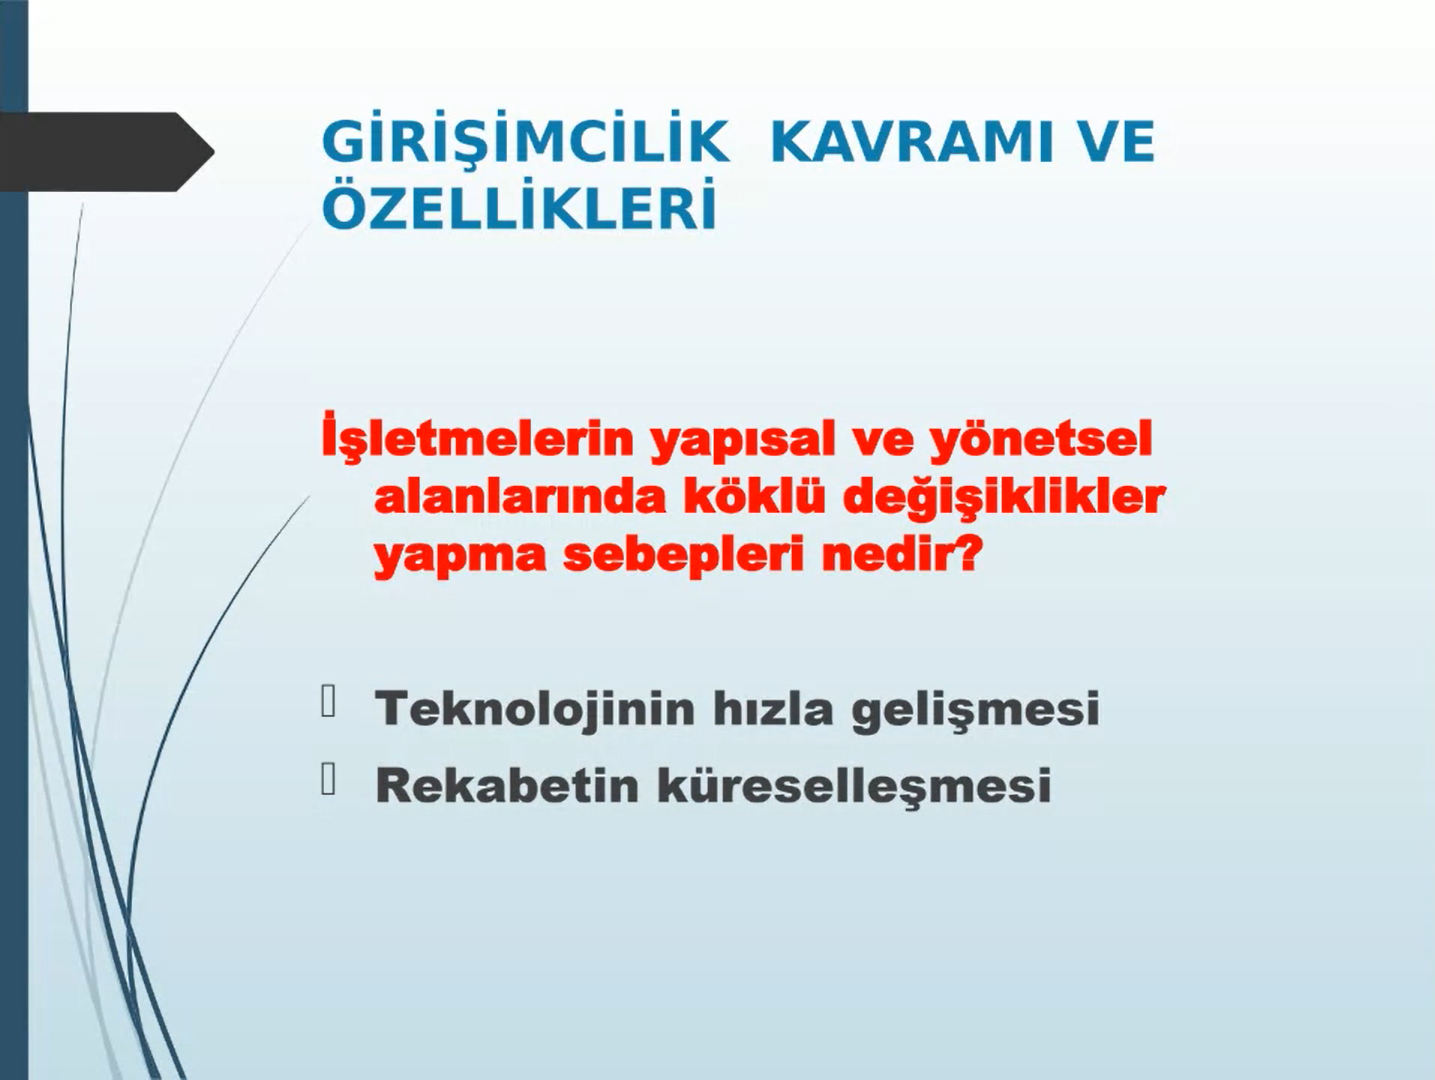 GİRİŞİMCİLİK KAVRAMI VE
ÖZELLİKLERİ
İşletmelerin yapısal ve yönetsel
alanlarında köklü değişiklikler
yapma sebepleri nedir?
Teknolojinin hızla gelişmesi
Rekabetin küreselleşmesi